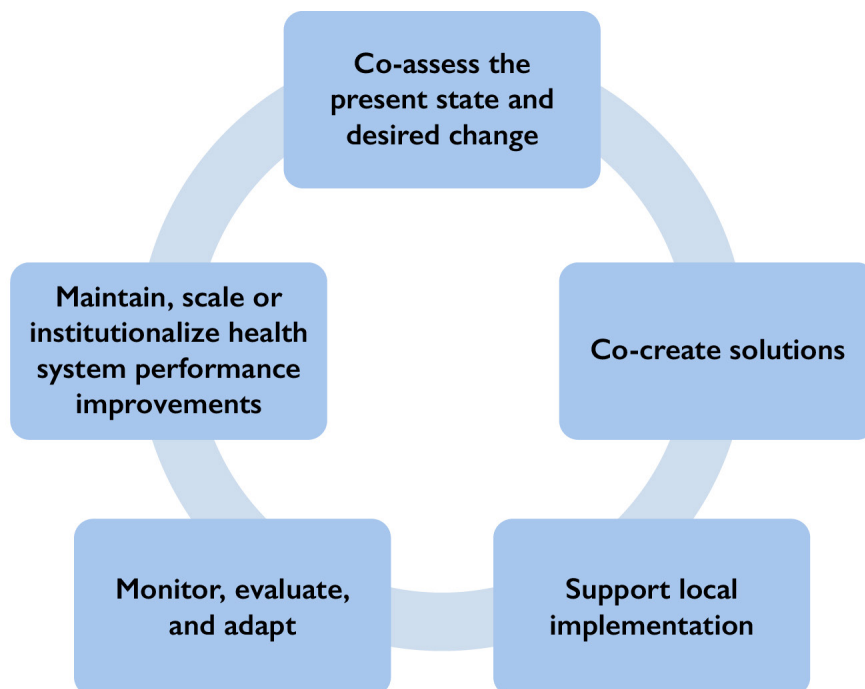 Co-assess the
present state and
desired change
Co-create solutions
Support local
implementation
Monitor, evaluate,
and adapt
Maintain, scale or
institutionalize health
system performance
improvements